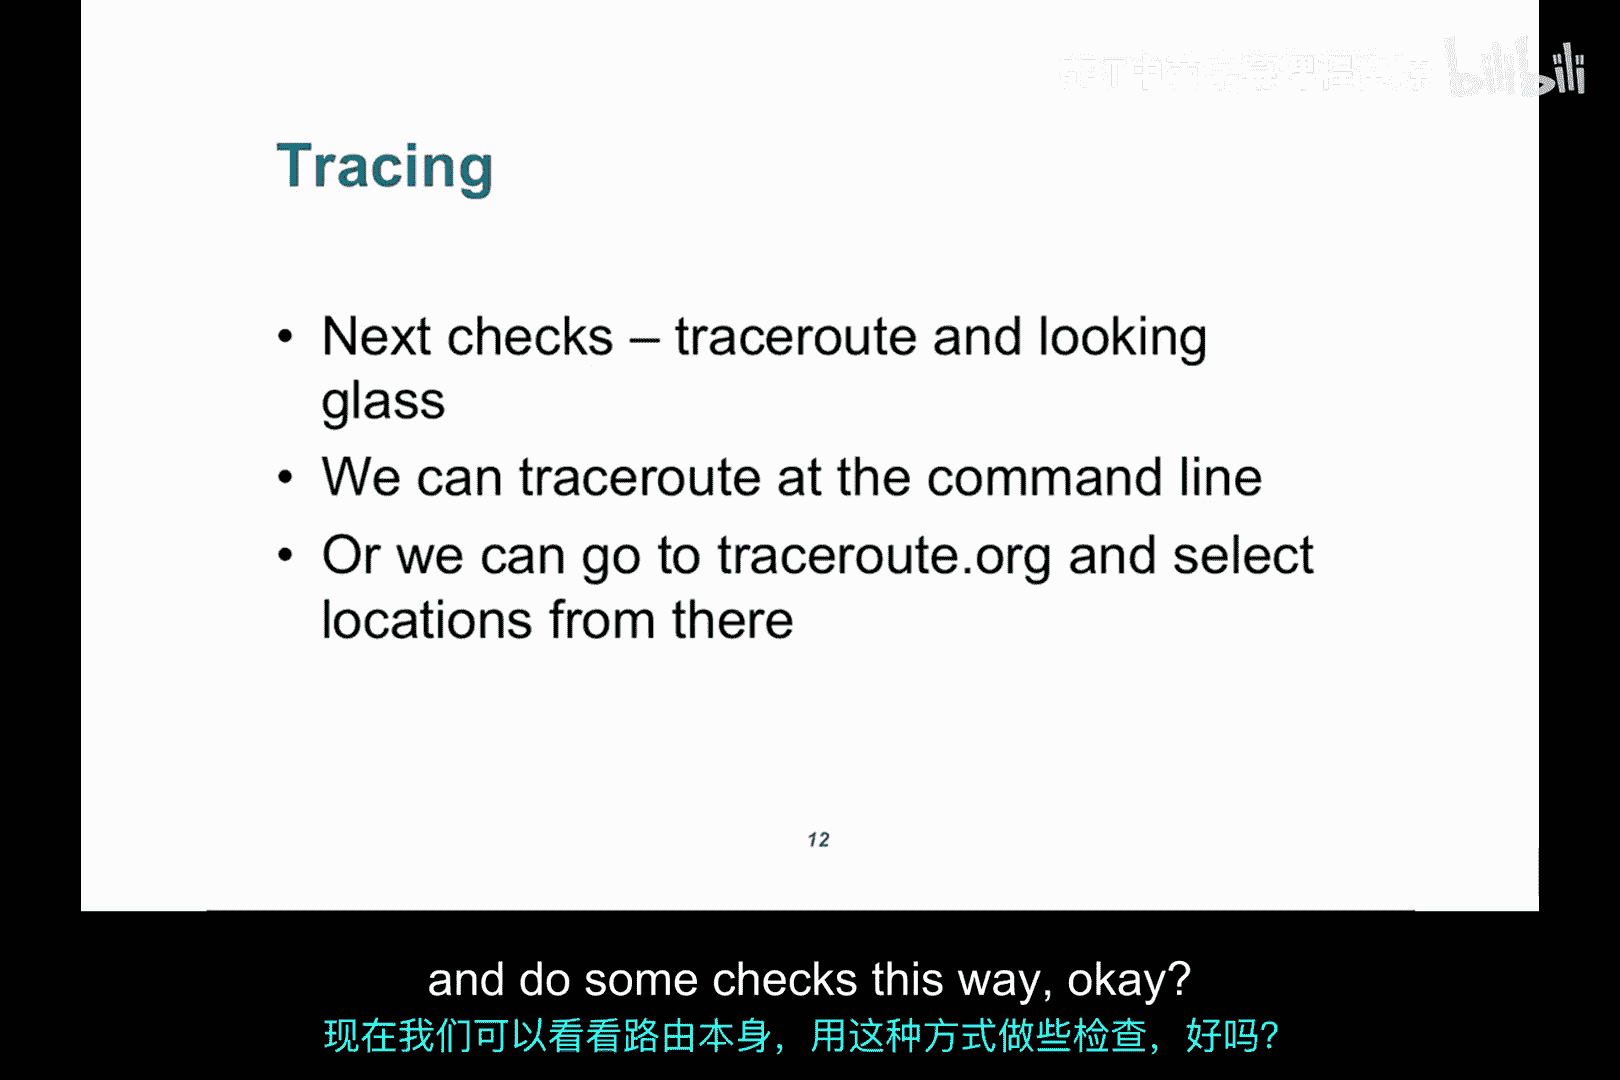 bilibili
Tracing
• Next checks – traceroute and looking
glass
• We can traceroute at the command line
• Or we can go to traceroute.org and select
locations from there
12
and do some checks this way, okay?
现在我们可以看看路由本身，用这种方式做些检查，好吗？